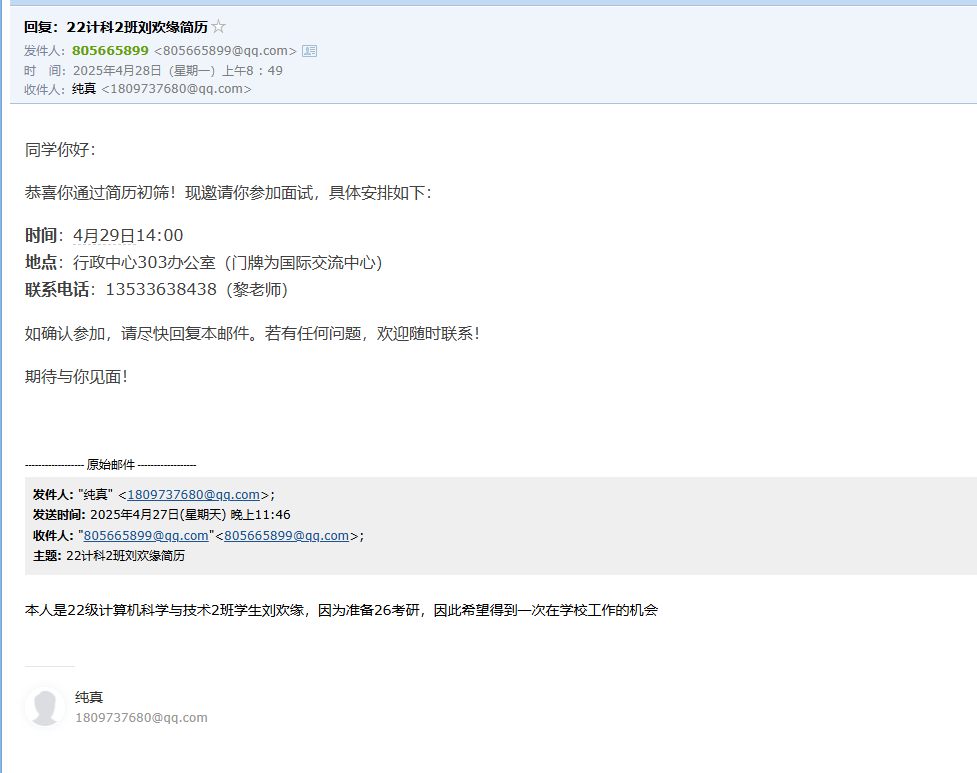 回复：22计科2班刘欢缘简历☆
发件人：805665899 <805665899@qq.com>
时　间：2025年4月28日（星期一）上午8：49
收件人：纯真 <1809737680@qq.com>
同学你好：
恭喜你通过简历初筛！现邀请你参加面试，具体安排如下：
时间：4月29日14:00
地点：行政中心303办公室（门牌为国际交流中心）
联系电话：13533638438（黎老师）
如确认参加，请尽快回复本邮件。若有任何问题，欢迎随时联系！
期待与你见面！
------------------ 原始邮件 ------------------
发件人: "纯真" <1809737680@qq.com>;
发送时间: 2025年4月27日(星期天) 晚上11:46
收件人: "805665899@qq.com"<805665899@qq.com>;
主题: 22计科2班刘欢缘简历
本人是22级计算机科学与技术2班学生刘欢缘，因为准备26考研，因此希望得到一次在学校工作的机会
纯真
1809737680@qq.com